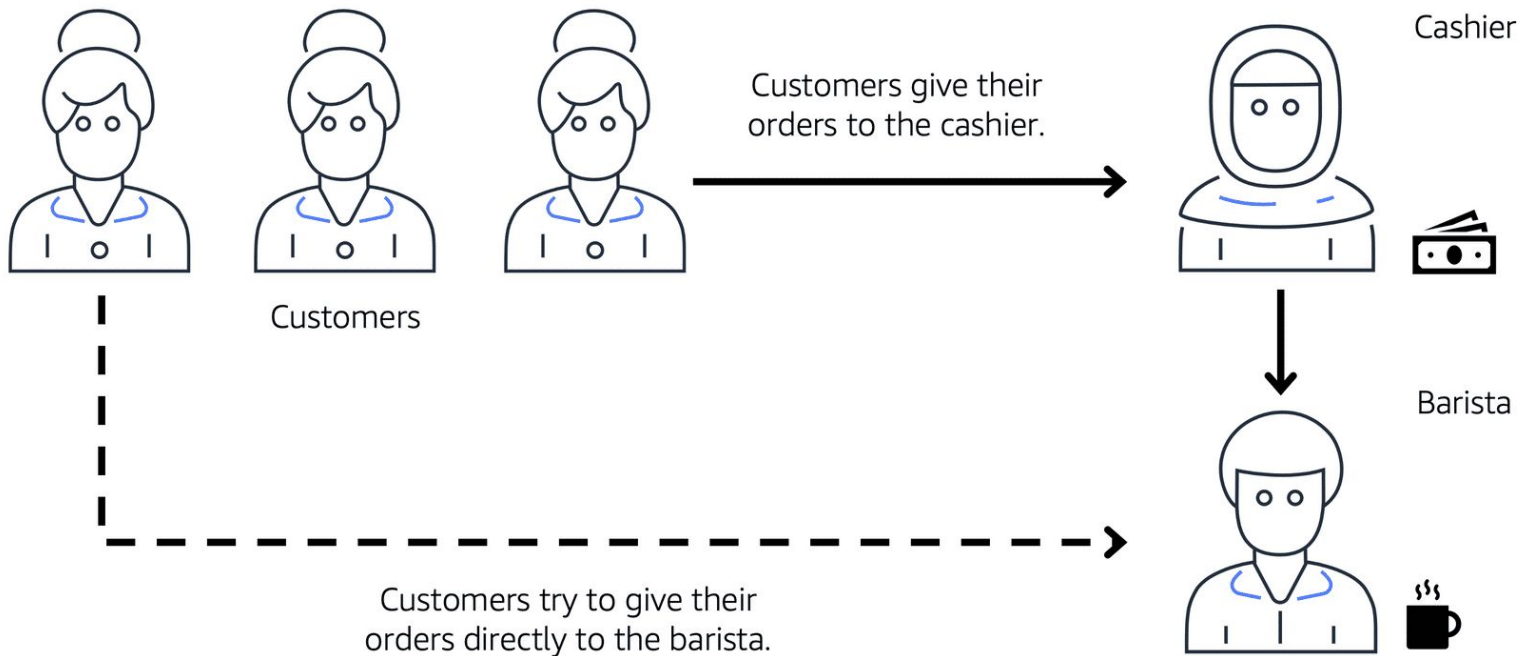 Cashier
Customers give their
orders to the cashier.
Customers
Barista
Customers try to give their
orders directly to the barista.